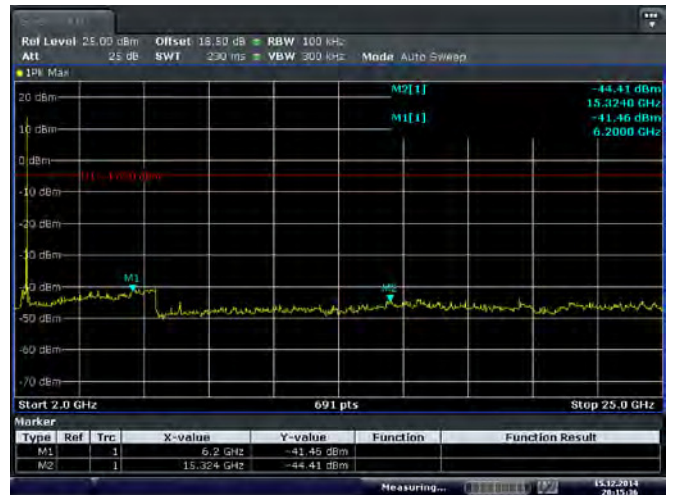 Ref Level 25.00 dBm Offset 18.50 dB RBW 100 kHz
Att 25 dB SWT 230 ms VBW 300 kHz Mode Auto Sweep
1Pk Max
M2[1] -44.41 dBm
15.3240 GHz
M1[1] -41.46 dBm
6.2000 GHz
20 dBm
10 dBm
0 dBm
-10 dBm
-20 dBm
-30 dBm
M1
M2
-50 dBm
-60 dBm
-70 dBm
Start 2.0 GHz 691 pts Stop 25.0 GHz
Marker
Type Ref Trc X-value Y-value Function Function Result
M1 1 6.2 GHz -41.46 dBm
M2 1 15.324 GHz -44.41 dBm
Measuring... 15.12.2014
20:15:36